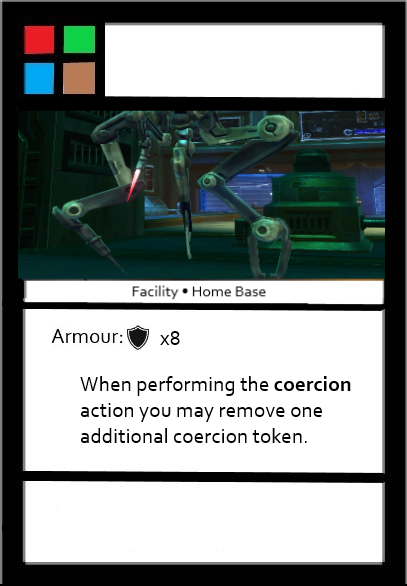 Facility • Home Base
Armour: x8
When performing the coercion
action you may remove one
additional coercion token.